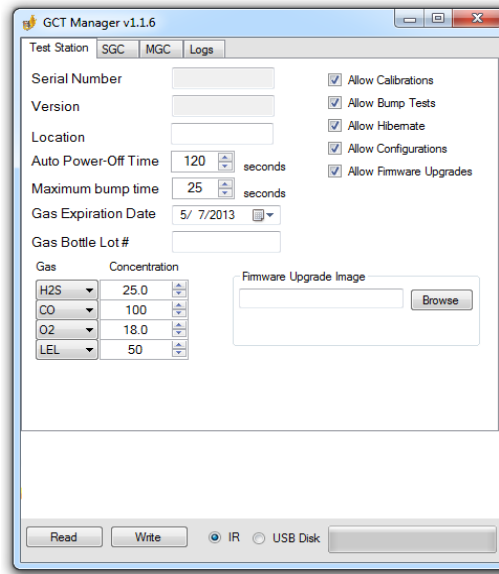 GCT Manager v1.1.6
Test Station SGC MGC Logs
Serial Number
Allow Calibrations
Version
Allow Bump Tests
Location
Allow Hibernate
Auto Power-Off Time 120 seconds
Allow Configurations
Maximum bump time 25 seconds
Allow Firmware Upgrades
Gas Expiration Date 5/ 7/2013
Gas Bottle Lot #
Gas Concentration
H2S 25.0
CO 100
O2 18.0
LEL 50
Firmware Upgrade Image
Browse
Read Write IR USB Disk